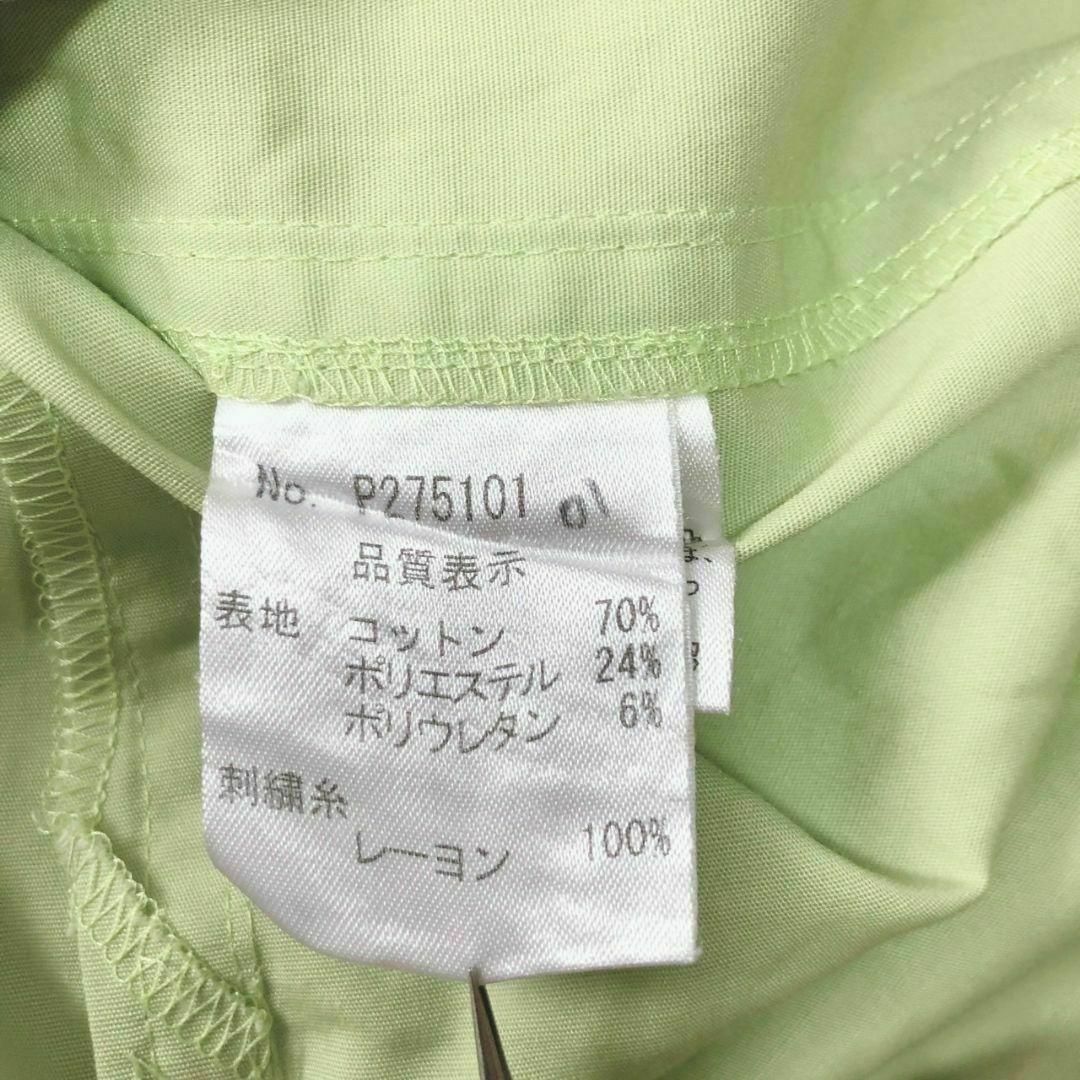 No. P275101 01
品質表示
表地 コットン 70%
ポリエステル 24%
ポリウレタン 6%
刺繍糸
レーヨン 100%